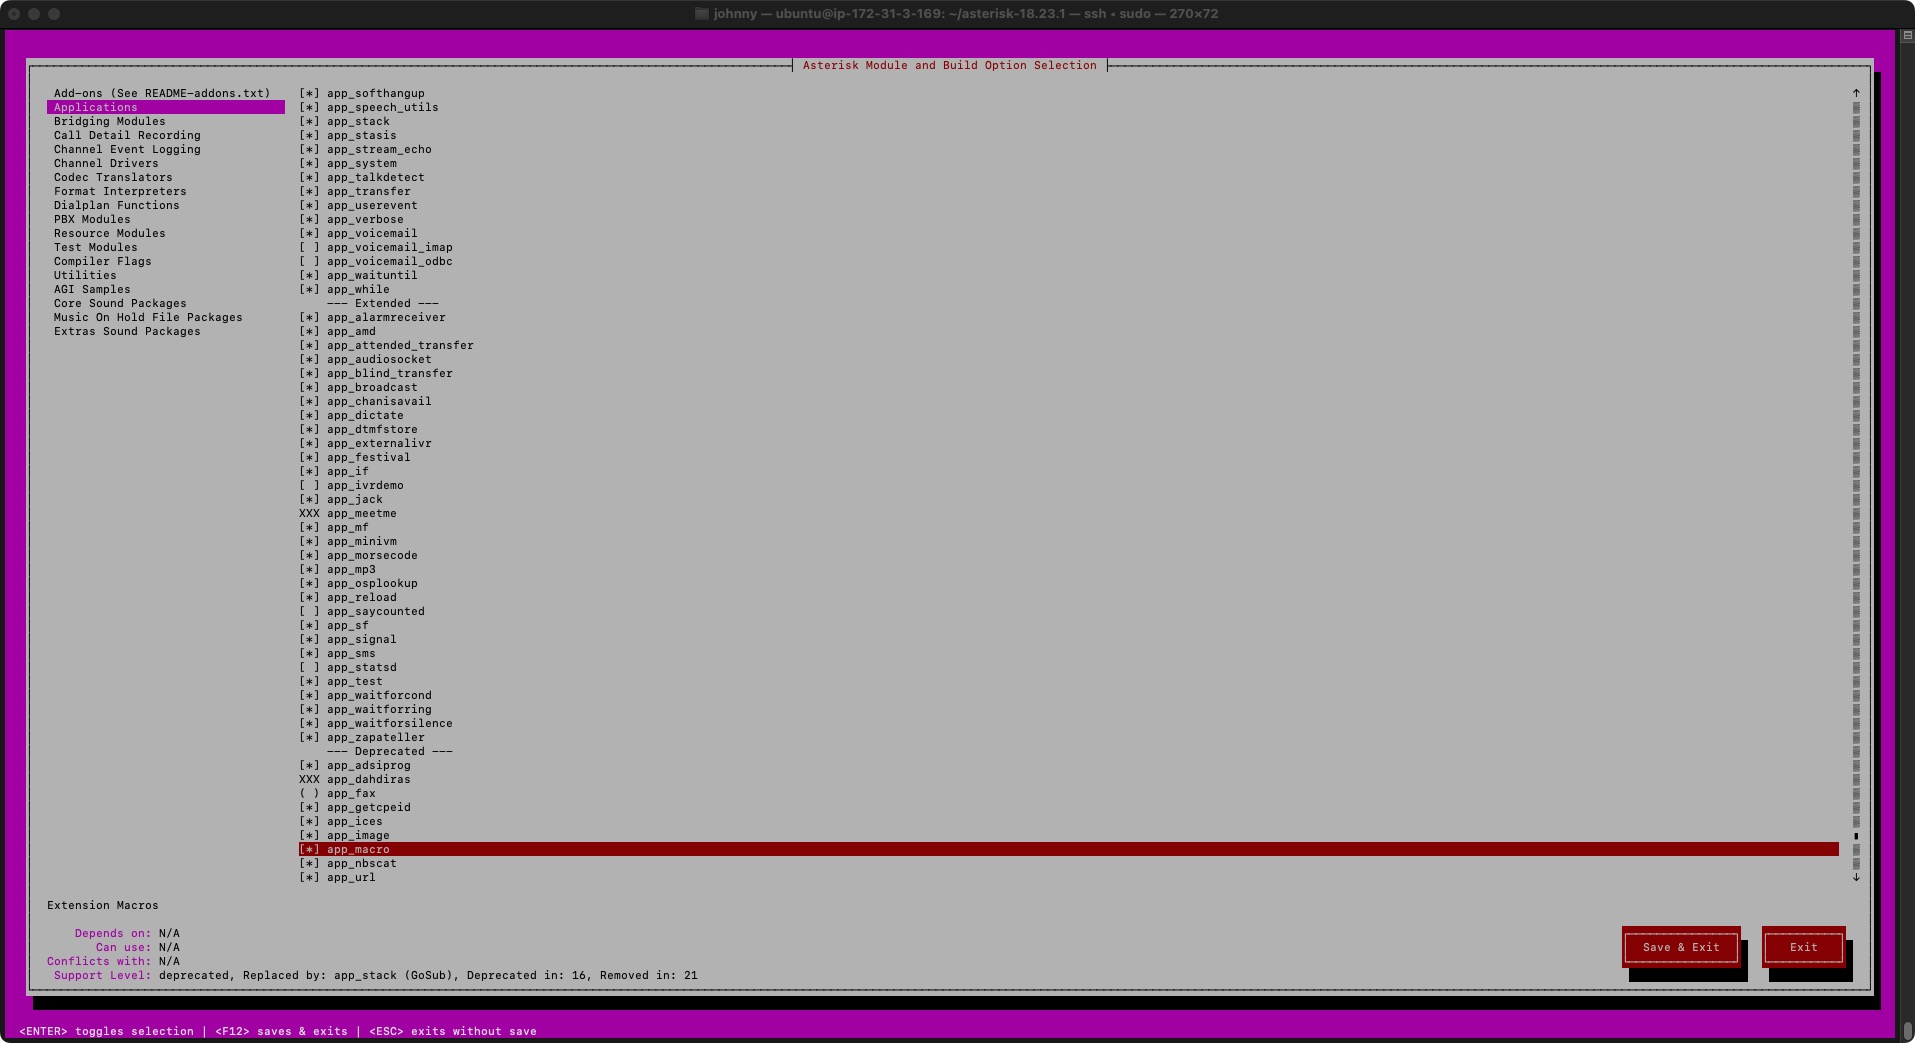 johnny — ubuntu@ip-172-31-3-169: ~/asterisk-18.23.1 — ssh ◂ sudo — 270×72
Asterisk Module and Build Option Selection
Add-ons (See README-addons.txt)
Applications
Bridging Modules
Call Detail Recording
Channel Event Logging
Channel Drivers
Codec Translators
Format Interpreters
Dialplan Functions
PBX Modules
Resource Modules
Test Modules
Compiler Flags
Utilities
AGI Samples
Core Sound Packages
Music On Hold File Packages
Extras Sound Packages
[*] app_softhangup
[*] app_speech_utils
[*] app_stack
[*] app_stasis
[*] app_stream_echo
[*] app_system
[*] app_talkdetect
[*] app_transfer
[*] app_userevent
[*] app_verbose
[*] app_voicemail
[ ] app_voicemail_imap
[ ] app_voicemail_odbc
[*] app_waituntil
[*] app_while
--- Extended ---
[*] app_alarmreceiver
[*] app_amd
[*] app_attended_transfer
[*] app_audiosocket
[*] app_blind_transfer
[*] app_broadcast
[*] app_chanisavail
[*] app_dictate
[*] app_dtmfstore
[*] app_externalivr
[*] app_festival
[*] app_if
[ ] app_ivrdemo
[*] app_jack
XXX app_meetme
[*] app_mf
[*] app_minivm
[*] app_morsecode
[*] app_mp3
[*] app_osplookup
[*] app_reload
[ ] app_saycounted
[*] app_sf
[*] app_signal
[*] app_sms
[ ] app_statsd
[*] app_test
[*] app_waitforcond
[*] app_waitforring
[*] app_waitforsilence
[*] app_zapateller
--- Deprecated ---
[*] app_adsiprog
XXX app_dahdiras
( ) app_fax
[*] app_getcpeid
[*] app_ices
[*] app_image
[*] app_macro
[*] app_nbscat
[*] app_url
Extension Macros
Depends on: N/A
Can use: N/A
Conflicts with: N/A
Support Level: deprecated, Replaced by: app_stack (GoSub), Deprecated in: 16, Removed in: 21
Save & Exit
Exit
<ENTER> toggles selection | <F12> saves & exits | <ESC> exits without save